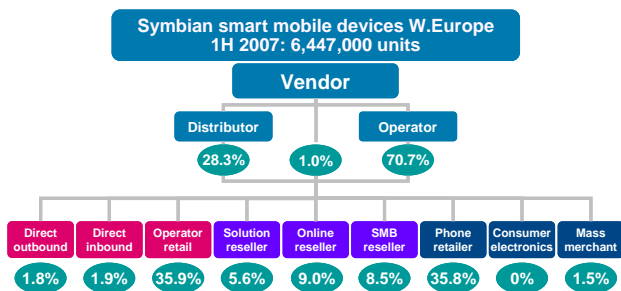 Symbian smart mobile devices W.Europe
1H 2007: 6,447,000 units
Vendor
Distributor
Operator
28.3%
1.0%
70.7%
Direct
outbound
Direct
inbound
Operator
retail
Solution
reseller
Online
reseller
SMB
reseller
Phone
retailer
Consumer
electronics
Mass
merchant
1.8%
1.9%
35.9%
5.6%
9.0%
8.5%
35.8%
0%
1.5%